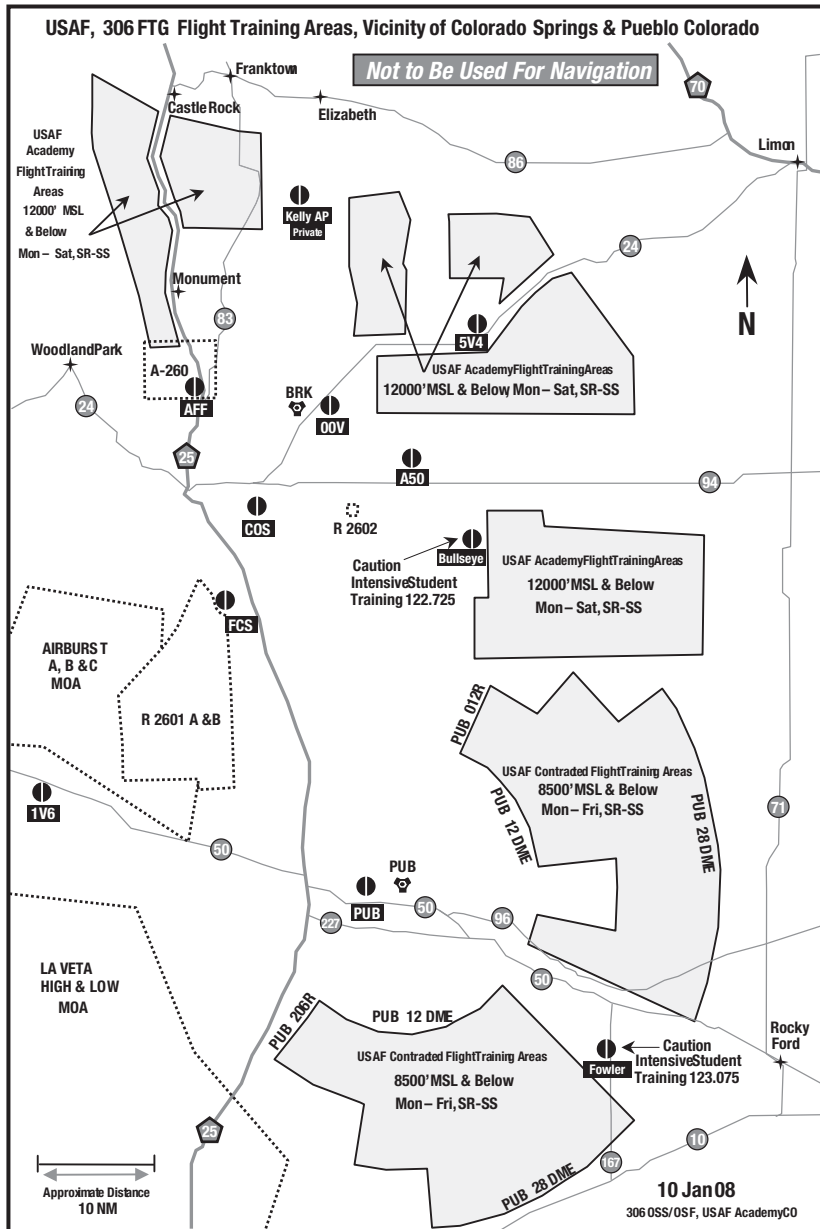 USAF, 306 FTG Flight Training Areas, Vicinity of Colorado Springs & Pueblo Colorado
Not to Be Used For Navigation
Franktown
70
Castle Rock
Elizabeth
Limon
86
USAF
Academy
FlightTraining
Areas
12000' MSL
& Below
Mon – Sat, SR-SS
Kelly AP
Private
24
Monument
83
N
5V4
WoodlandPark
A-260
USAF AcademyFlightTrainingAreas
12000'MSL & Below, Mon – Sat, SR-SS
AFF
24
BRK
00V
25
A50
94
COS
R 2602
Bullseye
Caution
IntensiveStudent
Training 122.725
USAF AcademyFlightTrainingAreas
12000'MSL & Below
Mon – Sat, SR-SS
FCS
AIRBURS T
A, B & C
MOA
R 2601 A &B
PUB 012R
USAF Contraded FlightTraining Areas
8500'MSL & Below
Mon – Fri, SR-SS
PUB 12 DME
PUB 28 DME
1V6
71
50
PUB
PUB
50
96
227
50
LA VETA
HIGH & LOW
MOA
PUB 206R
PUB 12 DME
USAF Contraded FlightTraining Areas
8500'MSL & Below
Mon – Fri, SR-SS
Fowler
Caution
IntensiveStudent
Training 123.075
Rocky
Ford
25
10
167
PUB 28 DME
Approximate Distance
10 NM
10 Jan08
306 OSS/OSF, USAF AcademyCO